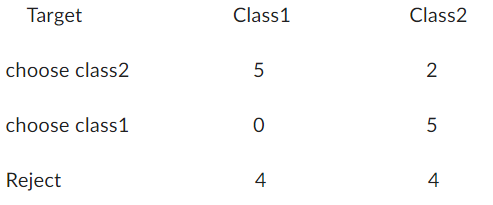 Target Class1 Class2
choose class2 5 2
choose class1 0 5
Reject 4 4